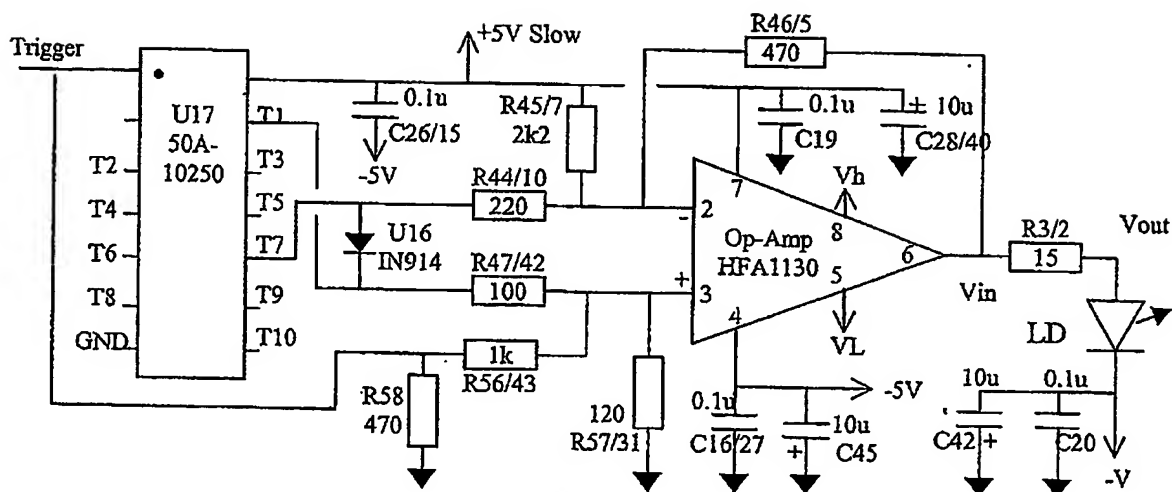 Trigger
+5V Slow
R46/5
470
U17
50A-
10250
T1
T2
T3
T4
T5
T6
T7
T8
T9
GND
T10
0.1u
C26/15
-5V
R45/7
2k2
0.1u
C19
± 10u
C28/40
R44/10
220
U16
IN914
R47/42
100
1k
R56/43
R58
470
120
R57/31
7
Vh
8
2
-
Op-Amp
HFA1130
6
+
3
5
4
VL
Vin
R3/2
15
Vout
LD
-5V
0.1u
C16/27
10u
+ C45
10u
C42 +
0.1u
C20
-V